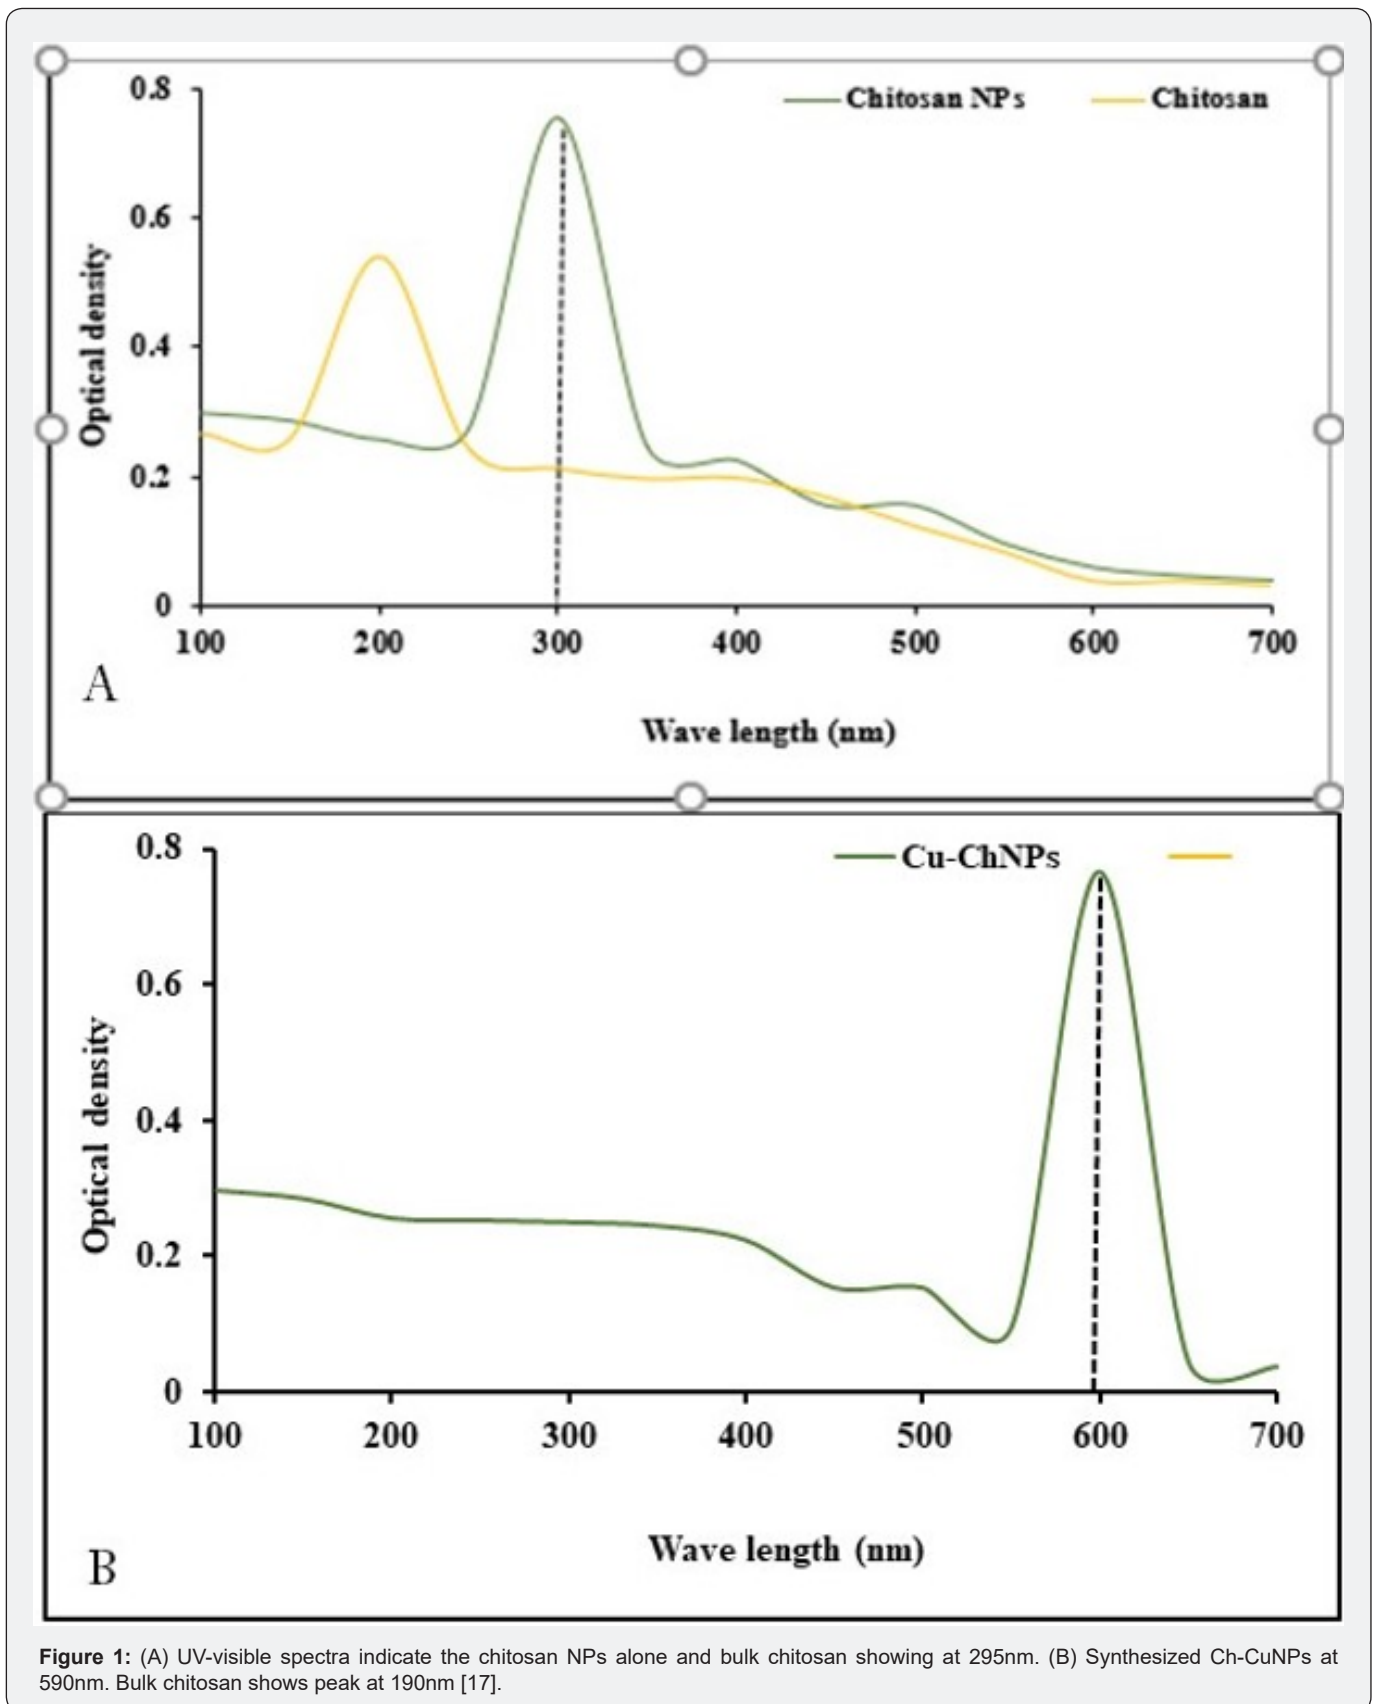 0.8
Chitosan NPs
Chitosan
0.6
0.4
0.2
0
Optical density
100 200 300 400 500 600 700
A
Wave length (nm)
0.8
Cu-ChNPs
0.6
0.4
0.2
0
Optical density
100 200 300 400 500 600 700
Wave length (nm)
B
Figure 1: (A) UV-visible spectra indicate the chitosan NPs alone and bulk chitosan showing at 295nm. (B) Synthesized Ch-CuNPs at
590nm. Bulk chitosan shows peak at 190nm [17].